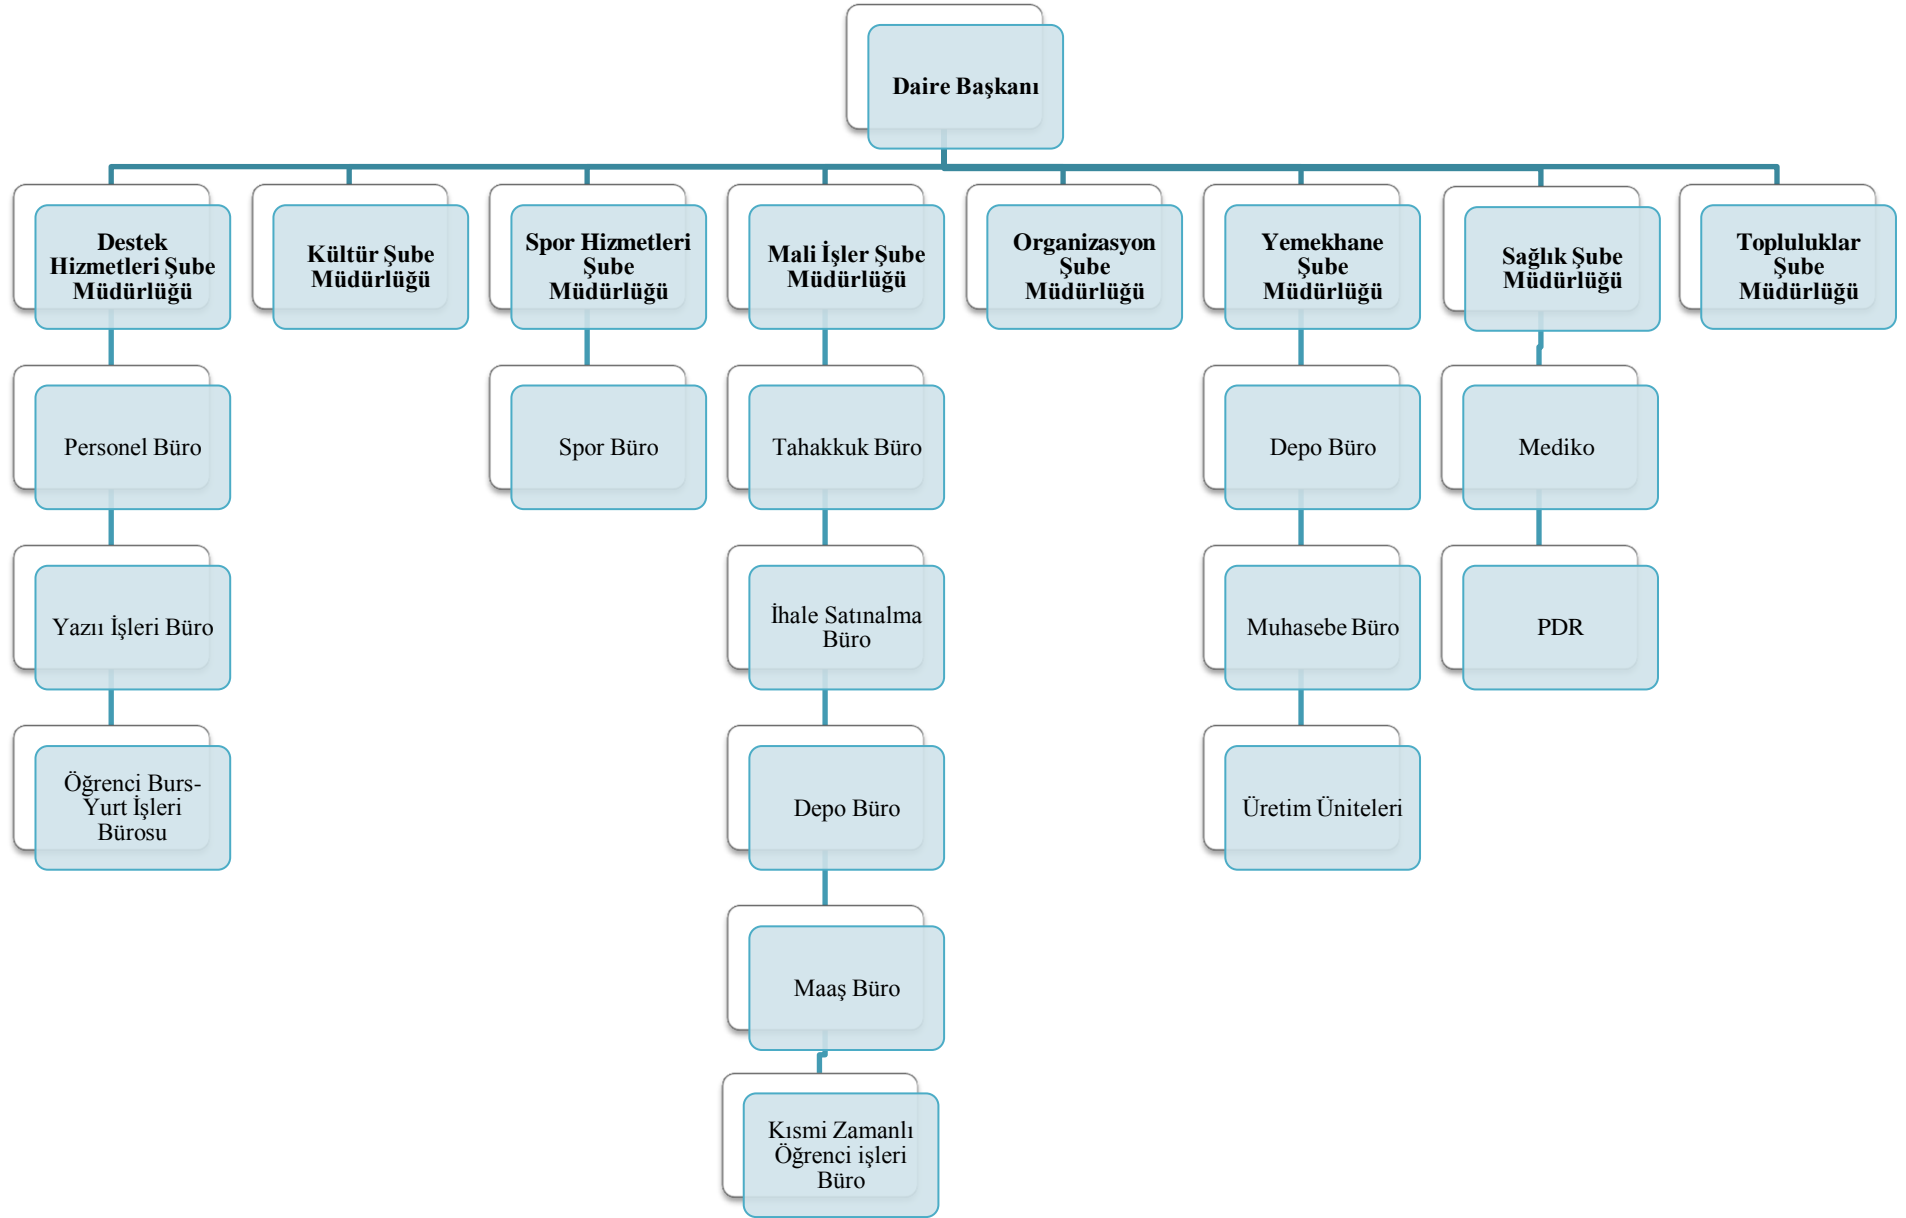 Daire Başkanı
Destek
Hizmetleri Şube
Müdürlüğü
Kültür Şube
Müdürlüğü
Spor Hizmetleri
Şube
Müdürlüğü
Mali İşler Şube
Müdürlüğü
Organizasyon
Şube
Müdürlüğü
Yemekhane
Şube
Müdürlüğü
Sağlık Şube
Müdürlüğü
Topluluklar
Şube
Müdürlüğü
Personel Büro
Spor Büro
Tahakkuk Büro
Depo Büro
Mediko
Yazıı İşleri Büro
İhale Satınalma
Büro
Muhasebe Büro
PDR
Öğrenci Burs-
Yurt İşleri
Bürosu
Depo Büro
Üretim Üniteleri
Maaş Büro
Kısmi Zamanlı
Öğrenci işleri
Büro